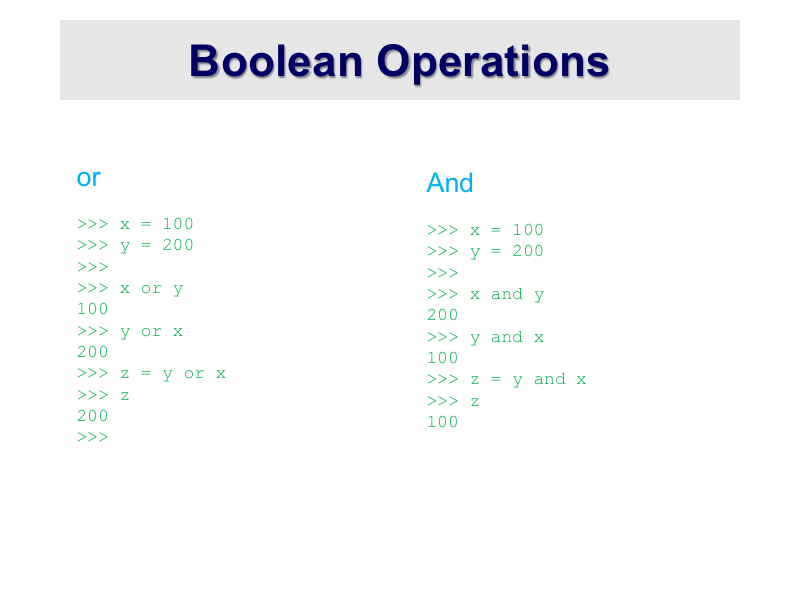 Boolean Operations
or
>>> x = 100
>>> y = 200
>>>
>>> x or y
100
>>> y or x
200
>>> z = y or x
>>> z
200
>>>
And
>>> x = 100
>>> y = 200
>>>
>>> x and y
200
>>> y and x
100
>>> z = y and x
>>> z
100